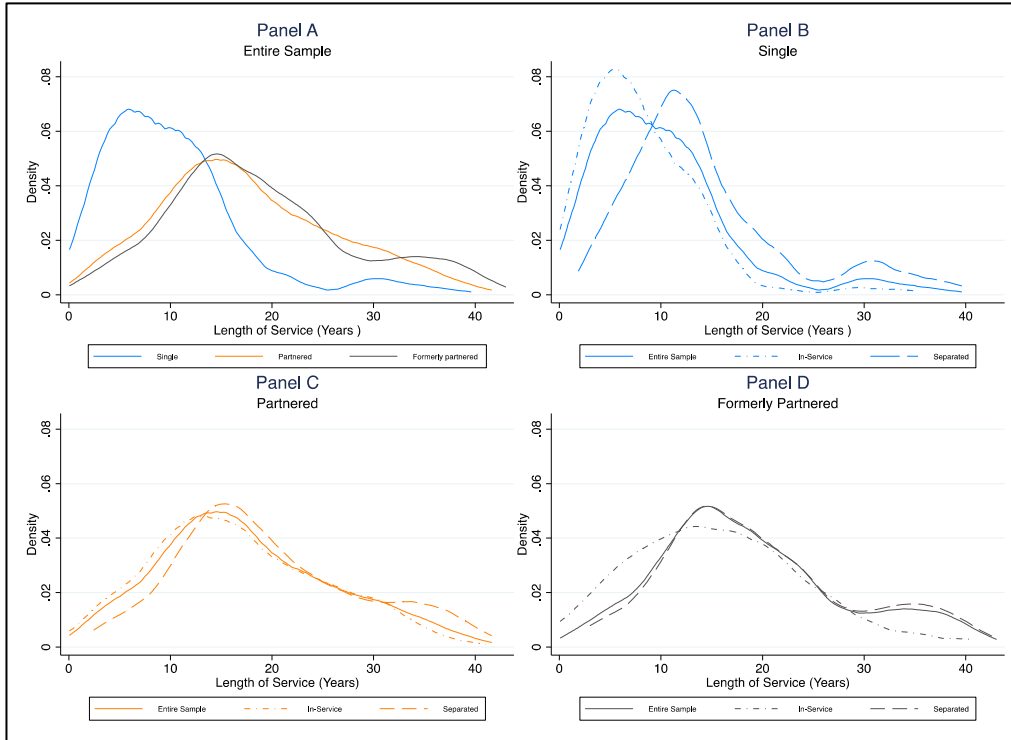 Panel A
Entire Sample
Density
.08
.06
.04
.02
0
0 10 20 30 40
Length of Service (Years )
Single Partnered Formerly partnered
Panel B
Single
Density
.08
.06
.04
.02
0
0 10 20 30 40
Length of Service (Years )
Entire Sample In-Service Separated
Panel C
Partnered
Density
.08
.06
.04
.02
0
0 10 20 30 40
Length of Service (Years)
Entire Sample In-Service Separated
Panel D
Formerly Partnered
Density
.08
.06
.04
.02
0
0 10 20 30 40
Length of Service (Years)
Entire Sample In-Service Separated